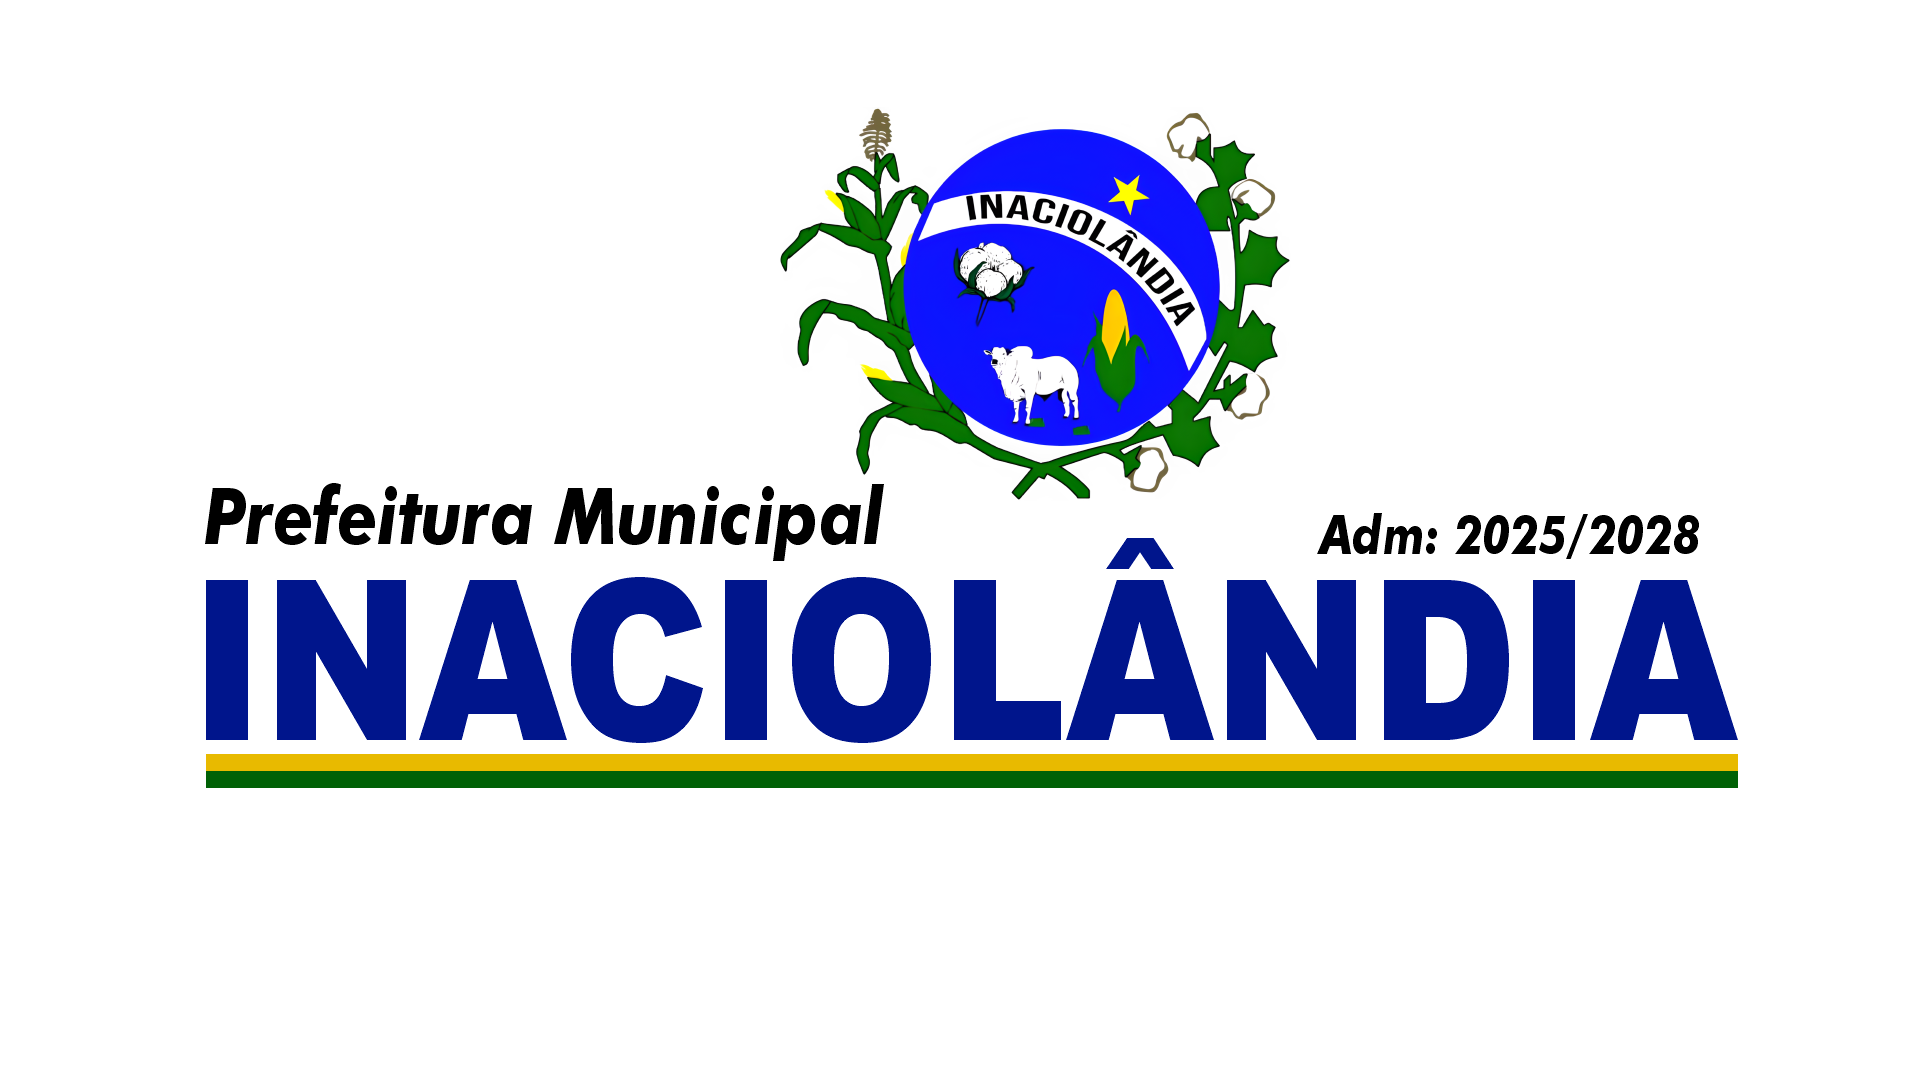 INACIOLÂNDIA
Prefeitura Municipal
Adm: 2025/2028
INACIOLÂNDIA